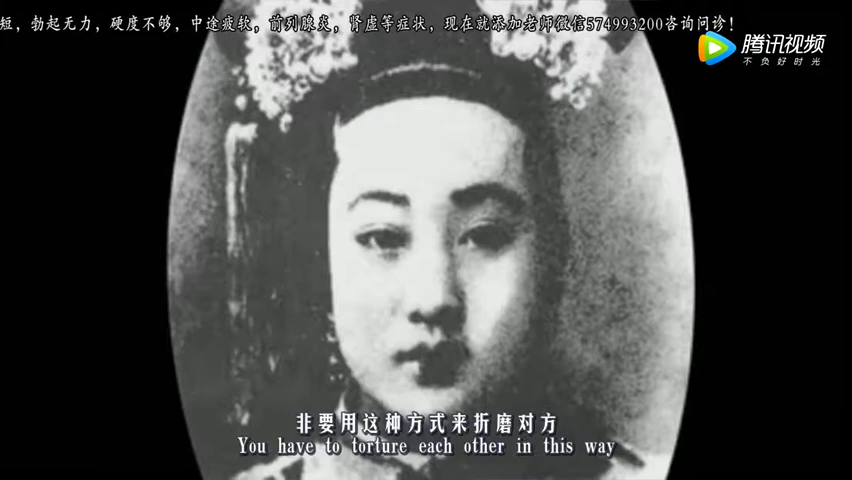 短，勃起无力，硬度不够，中途疲软，前列腺炎，肾虚等症状，现在就添加老师微信574993200咨询问诊！
腾讯视频
不负好时光
非要用这种方式来折磨对方
You have to torture each other in this way